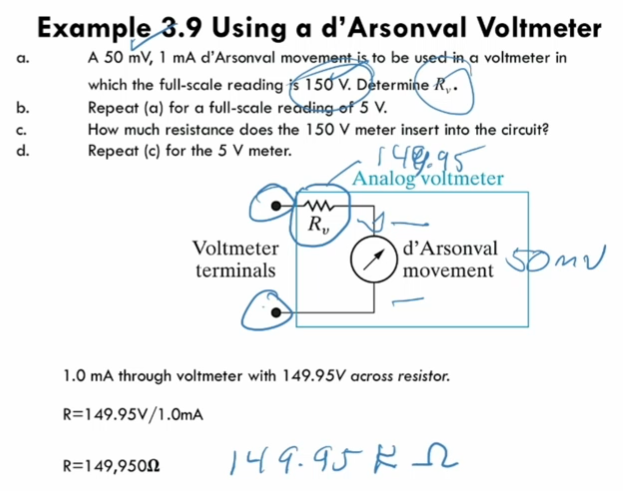 Example 3.9 Using a d'Arsonval Voltmeter
a. A 50 mV, 1 mA d'Arsonval movement is to be used in a voltmeter in
which the full-scale reading is 150 V. Determine Rᵥ.
b. Repeat (a) for a full-scale reading of 5 V.
c. How much resistance does the 150 V meter insert into the circuit?
d. Repeat (c) for the 5 V meter.
149.95
Analog voltmeter
Rᵥ
Voltmeter
terminals
d'Arsonval
movement
50mV
1.0 mA through voltmeter with 149.95V across resistor.
R=149.95V/1.0mA
R=149,950Ω
149.95 K Ω